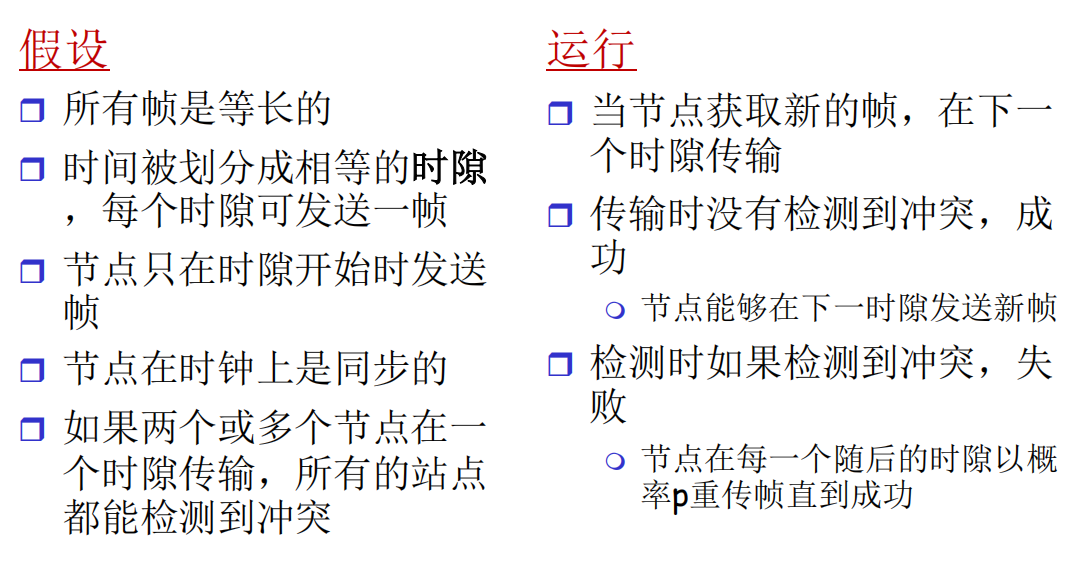 假设
所有帧是等长的
时间被划分成相等的时隙
，每个时隙可发送一帧
节点只在时隙开始时发送
帧
节点在时钟上是同步的
如果两个或多个节点在一
个时隙传输，所有的站点
都能检测到冲突
运行
当节点获取新的帧，在下一
个时隙传输
传输时没有检测到冲突，成
功
节点能够在下一时隙发送新帧
检测时如果检测到冲突，失
败
节点在每一个随后的时隙以概
率p重传帧直到成功